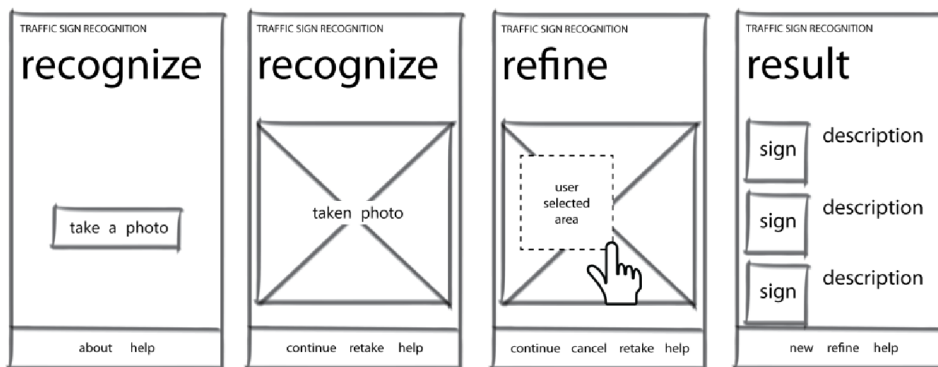 TRAFFIC SIGN RECOGNITION
recognize
take a photo
about help
TRAFFIC SIGN RECOGNITION
recognize
taken photo
continue retake help
TRAFFIC SIGN RECOGNITION
refine
user
selected
area
continue cancel retake help
TRAFFIC SIGN RECOGNITION
result
sign description
sign description
sign description
new refine help